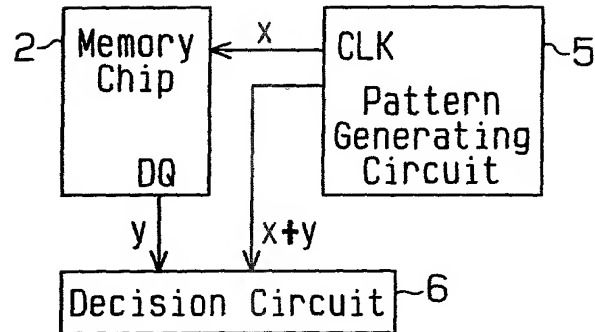 2
Memory
Chip
DQ
x
CLK
Pattern
Generating
Circuit
5
y
x+y
Decision Circuit
6